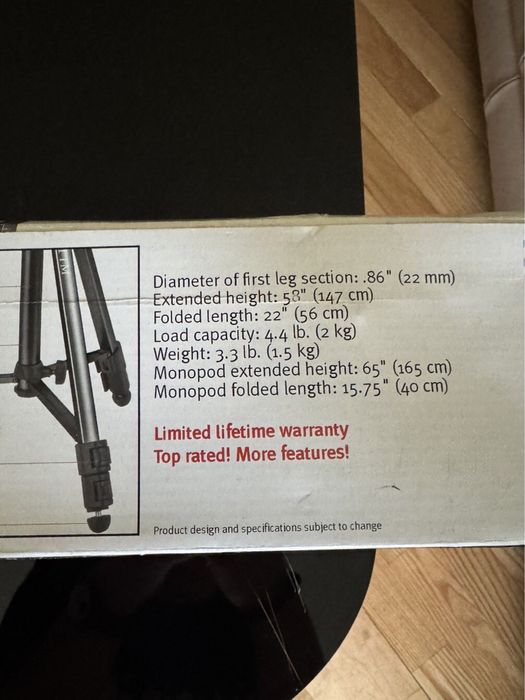 Diameter of first leg section: .86" (22 mm)
Extended height: 58" (147 cm)
Folded length: 22" (56 cm)
Load capacity: 4.4 lb. (2 kg)
Weight: 3.3 lb. (1.5 kg)
Monopod extended height: 65" (165 cm)
Monopod folded length: 15.75" (40 cm)
Limited lifetime warranty
Top rated! More features!
Product design and specifications subject to change